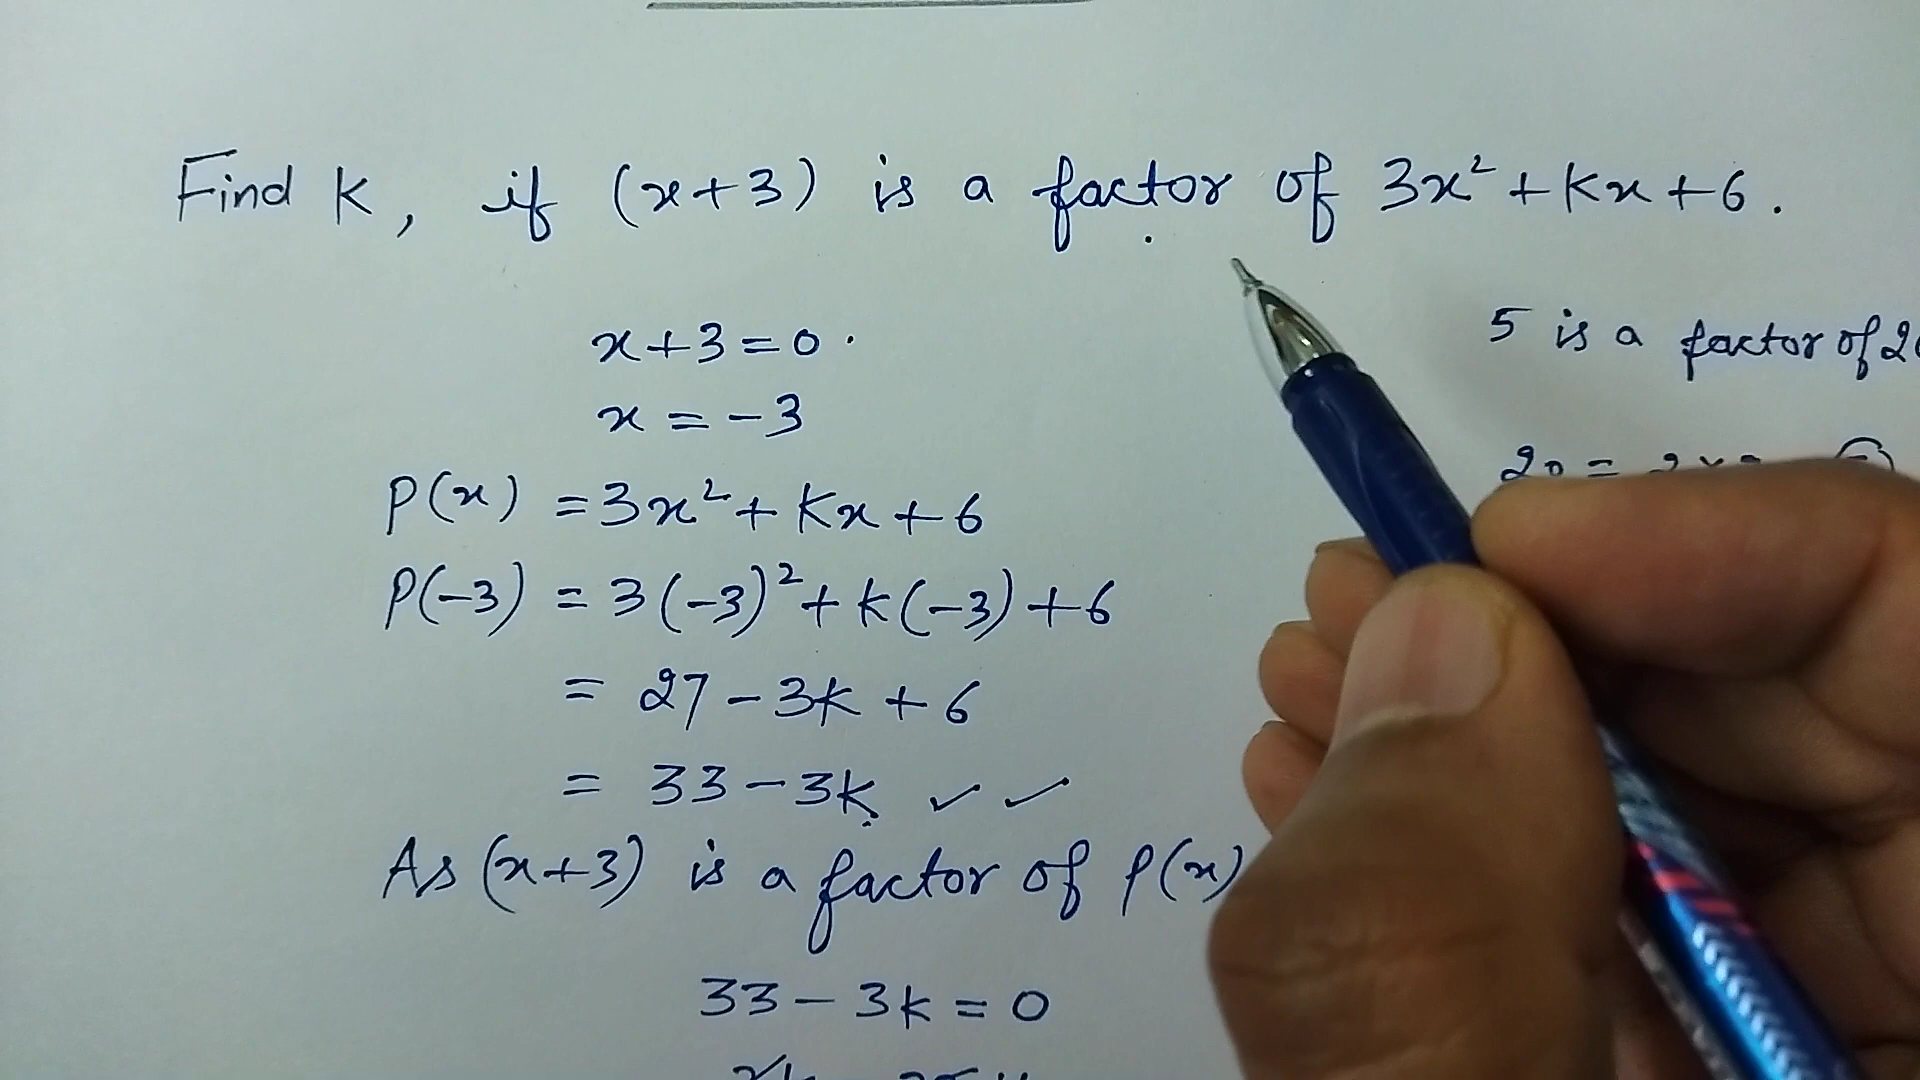 Find K, if (x+3) is a factor of 3x² + Kx + 6.
x+3=0.
x = -3
P(x) = 3x² + Kx + 6
P(-3) = 3(-3)² + K(-3) + 6
= 27 - 3K + 6
= 33 - 3K ✓ ✓
As (x+3) is a factor of P(x)
33 - 3K = 0
5 is a factor of
20 =